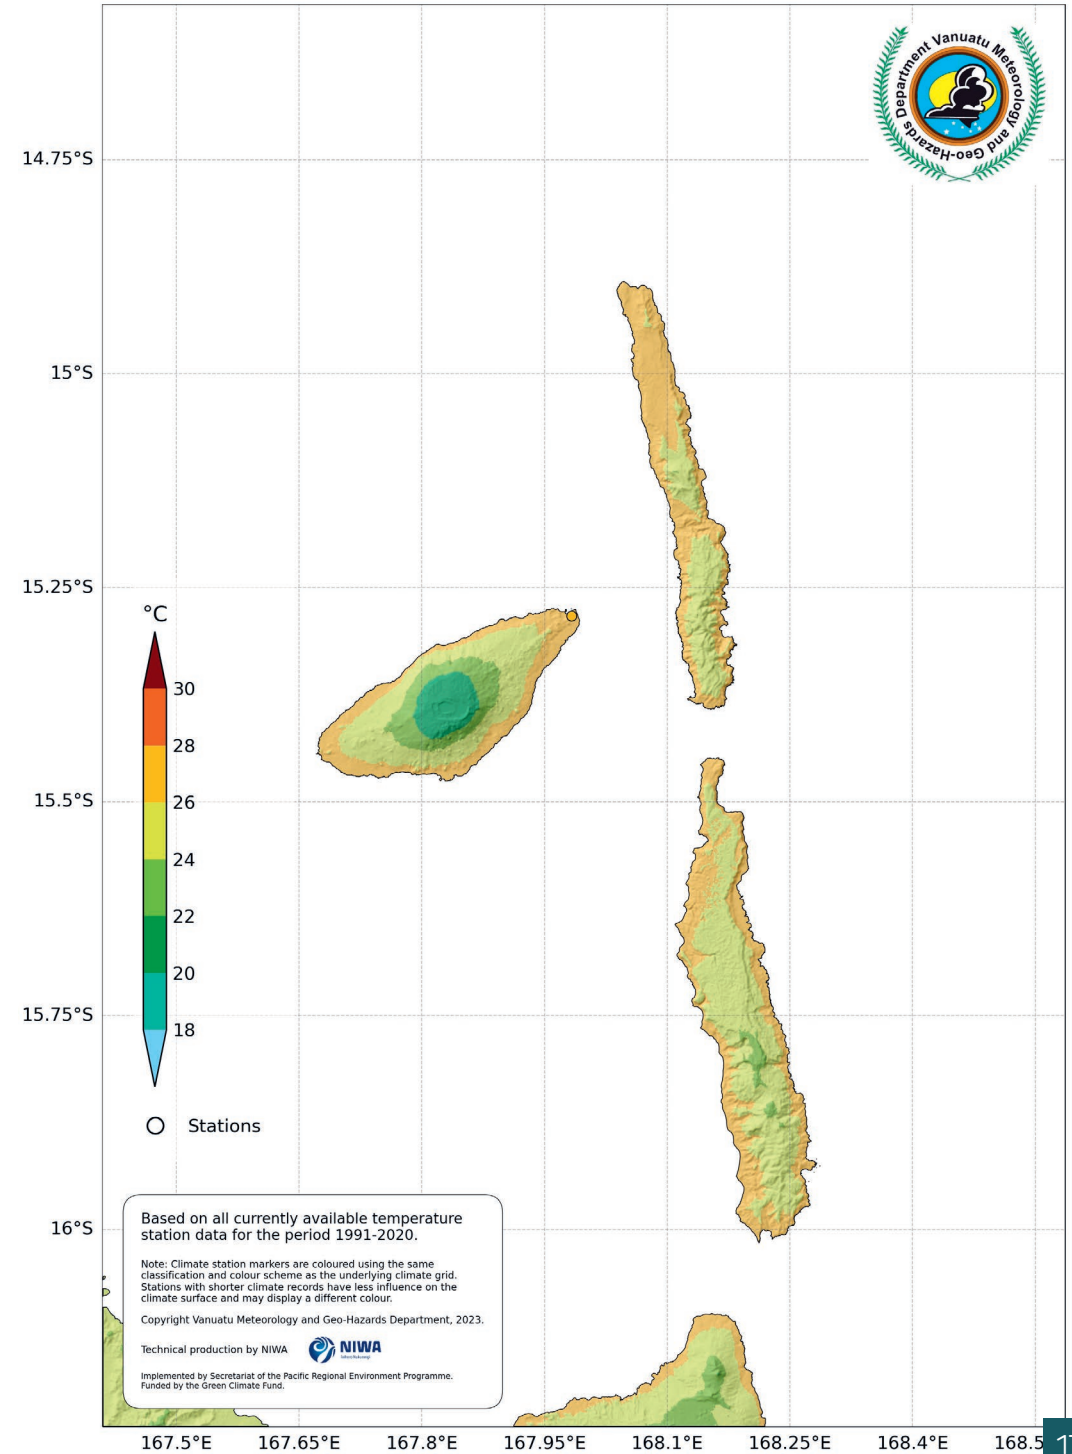 Vanuatu Meteorology and Geo-Hazards Department
14.75°S
15°S
15.25°S
°C
30
28
26
15.5°S
24
22
20
15.75°S
18
Stations
16°S
Based on all currently available temperature
station data for the period 1991-2020.
Note: Climate station markers are coloured using the same
classification and colour scheme as the underlying climate grid.
Stations with shorter climate records have less influence on the
climate surface and may display a different colour.
Copyright Vanuatu Meteorology and Geo-Hazards Department, 2023.
Technical production by NIWA
NIWA
Implemented by Secretariat of the Pacific Regional Environment Programme.
Funded by the Green Climate Fund.
167.5°E 167.65°E 167.8°E 167.95°E 168.1°E 168.25°E 168.4°E 168.5